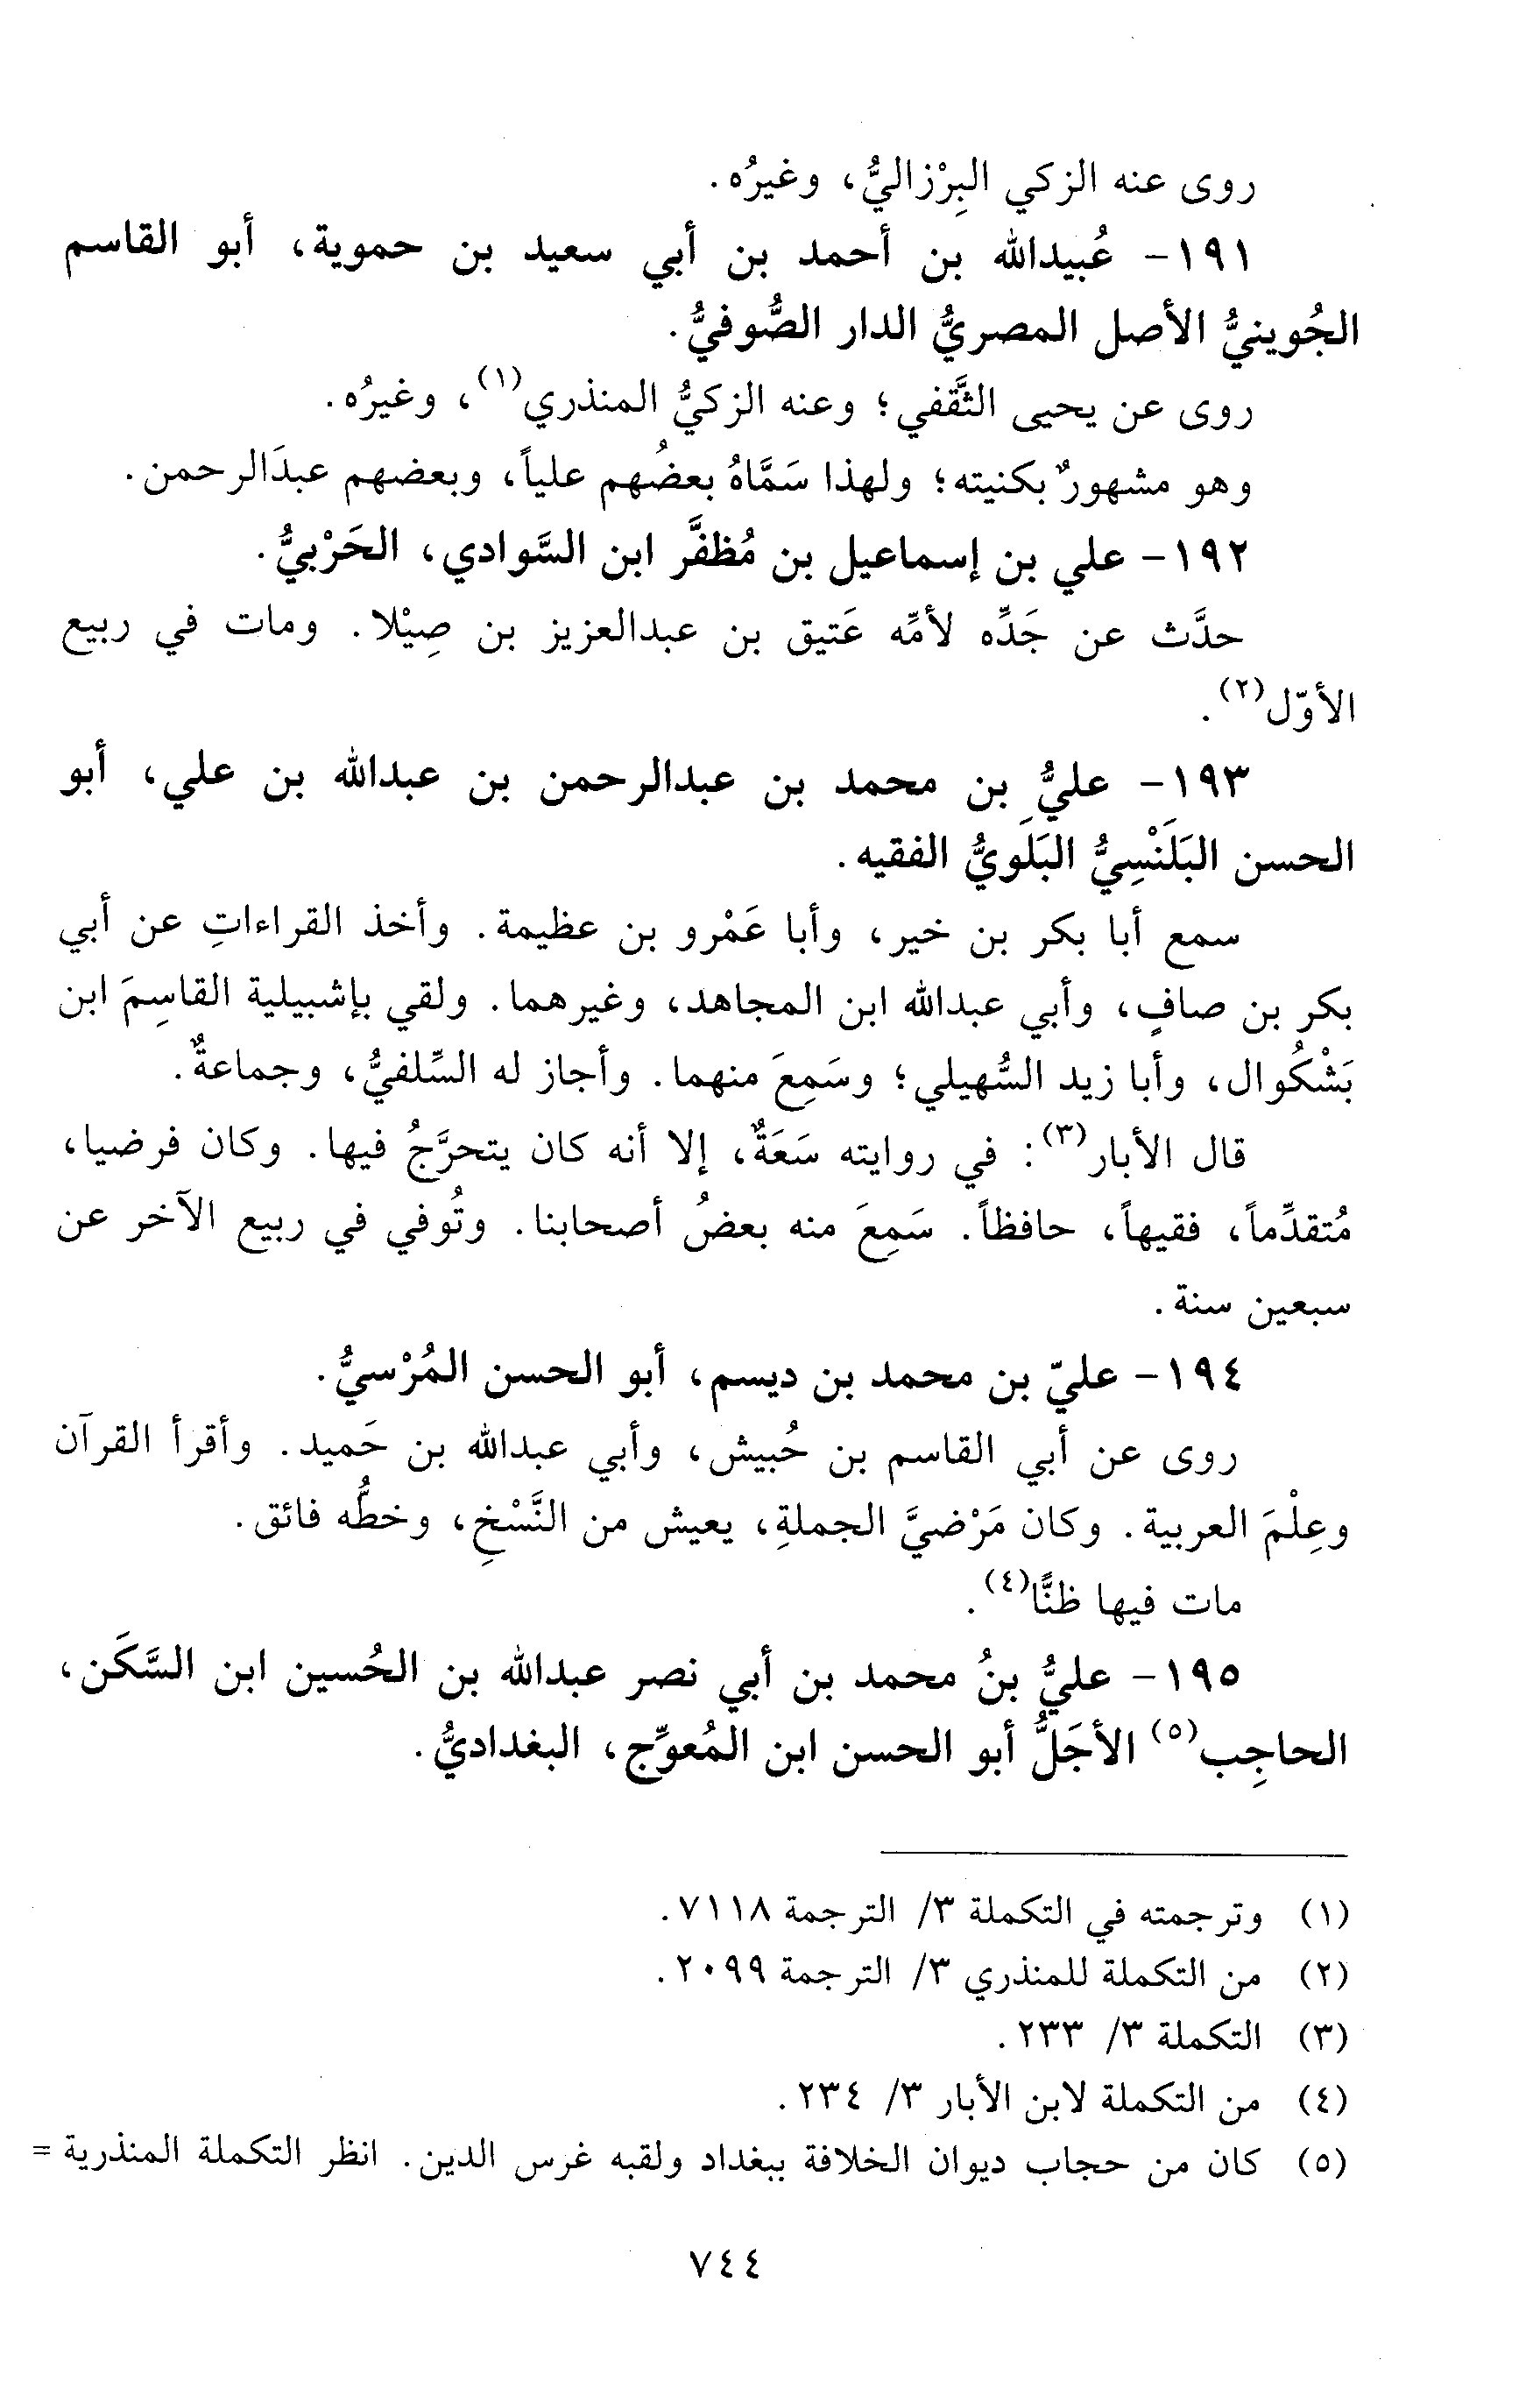 روى عنه الزكي البِرْزاليُّ، وغيرُه.
١٩١- عُبيدالله بن أحمد بن أبي سعيد بن حموية، أبو القاسم
الجُوينيُّ الأصل المصريُّ الدار الصُّوفيُّ.
روى عن يحيى الثَّقفي؛ وعنه الزكيُّ المنذري(١)، وغيرُه.
وهو مشهورٌ بكنيته؛ ولهذا سَمَّاهُ بعضُهم علياً، وبعضهم عبدَالرحمن.
١٩٢- علي بن إسماعيل بن مُظفَّر ابن السَّوادي، الحَرْبيُّ.
حدَّث عن جَدِّه لأمِّه عَتيق بن عبدالعزيز بن صِيْلا. ومات في ربيع
الأوّل(٢).
١٩٣- عليُّ بن محمد بن عبدالرحمن بن عبدالله بن علي، أبو
الحسن البَلَنْسِيُّ البَلَويُّ الفقيه.
سمع أبا بكر بن خير، وأبا عَمْرو بن عظيمة. وأخذ القراءاتِ عن أبي
بكر بن صافٍ، وأبي عبدالله ابن المجاهد، وغيرهما. ولقي بإشبيلية القاسِمَ ابن
بَشْكُوال، وأبا زيد السُّهيلي؛ وسَمِعَ منهما. وأجاز له السِّلفيُّ، وجماعةٌ.
قال الأبار(٣): في روايته سَعَةٌ، إلا أنه كان يتحرَّجُ فيها. وكان فرضيا،
مُتقدِّماً، فقيهاً، حافظاً. سَمِعَ منه بعضُ أصحابنا. وتُوفي في ربيع الآخر عن
سبعين سنة.
١٩٤- عليّ بن محمد بن ديسم، أبو الحسن المُرْسيُّ.
روى عن أبي القاسم بن حُبيش، وأبي عبدالله بن حَميد. وأقرأ القرآن
وعِلْمَ العربية. وكان مَرْضيَّ الجملةِ، يعيش من النَّسْخِ، وخطُّه فائق.
مات فيها ظنًّا(٤).
١٩٥- عليُّ بنُ محمد بن أبي نصر عبدالله بن الحُسين ابن السَّكَن،
الحاجِب(٥) الأجَلُّ أبو الحسن ابن المُعوِّج، البغداديُّ.
(١) وترجمته في التكملة ٣/ الترجمة ٧١١٨.
(٢) من التكملة للمنذري ٣/ الترجمة ٢٠٩٩.
(٣) التكملة ٣/ ٢٣٣.
(٤) من التكملة لابن الأبار ٣/ ٢٣٤.
(٥) كان من حجاب ديوان الخلافة ببغداد ولقبه غرس الدين. انظر التكملة المنذرية =
٧٤٤